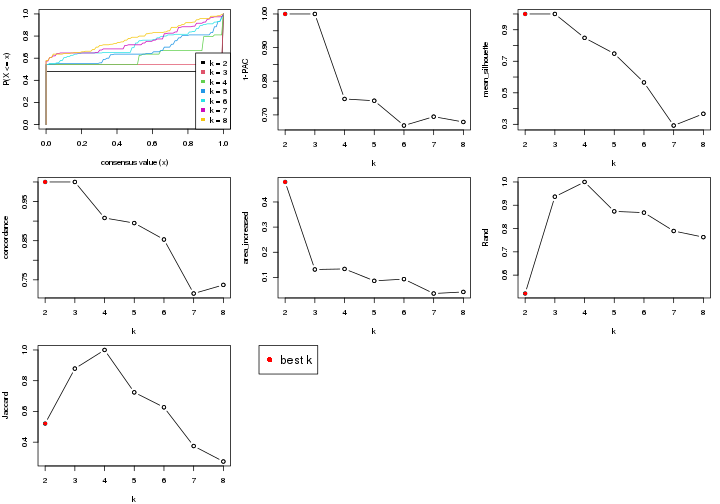 P(X <= x)
0.0 0.2 0.4 0.6 0.8 1.0
k = 2
k = 3
k = 4
k = 5
k = 6
k = 7
k = 8
0.0 0.2 0.4 0.6 0.8 1.0
consensus value (x)
1-PAC
0.70 0.80 0.90 1.00
2 3 4 5 6 7 8
k
mean_silhouette
0.3 0.5 0.7 0.9
2 3 4 5 6 7 8
k
concordance
0.75 0.85 0.95
2 3 4 5 6 7 8
k
area_increased
0.1 0.2 0.3 0.4
2 3 4 5 6 7 8
k
Rand
0.6 0.7 0.8 0.9 1.0
2 3 4 5 6 7 8
k
Jaccard
0.4 0.6 0.8 1.0
2 3 4 5 6 7 8
k
best k